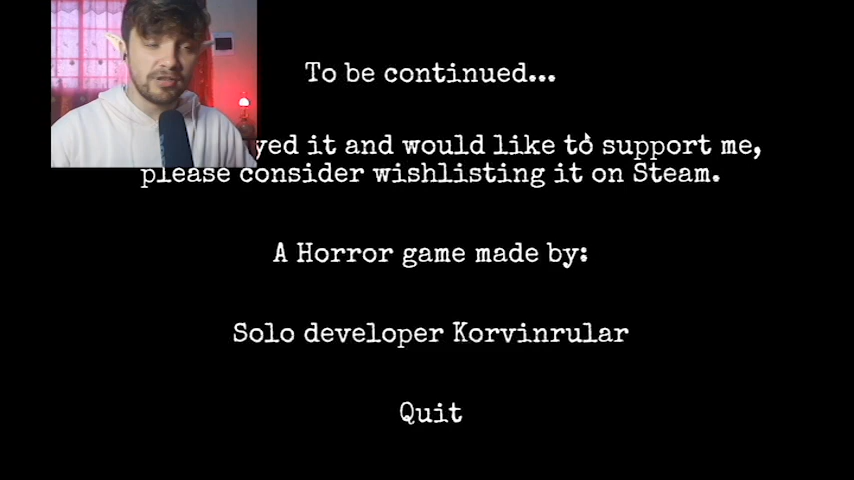 To be continued...
it and would like to support me,
please consider wishlisting it on Steam.
A Horror game made by:
Solo developer Korvinrular
Quit